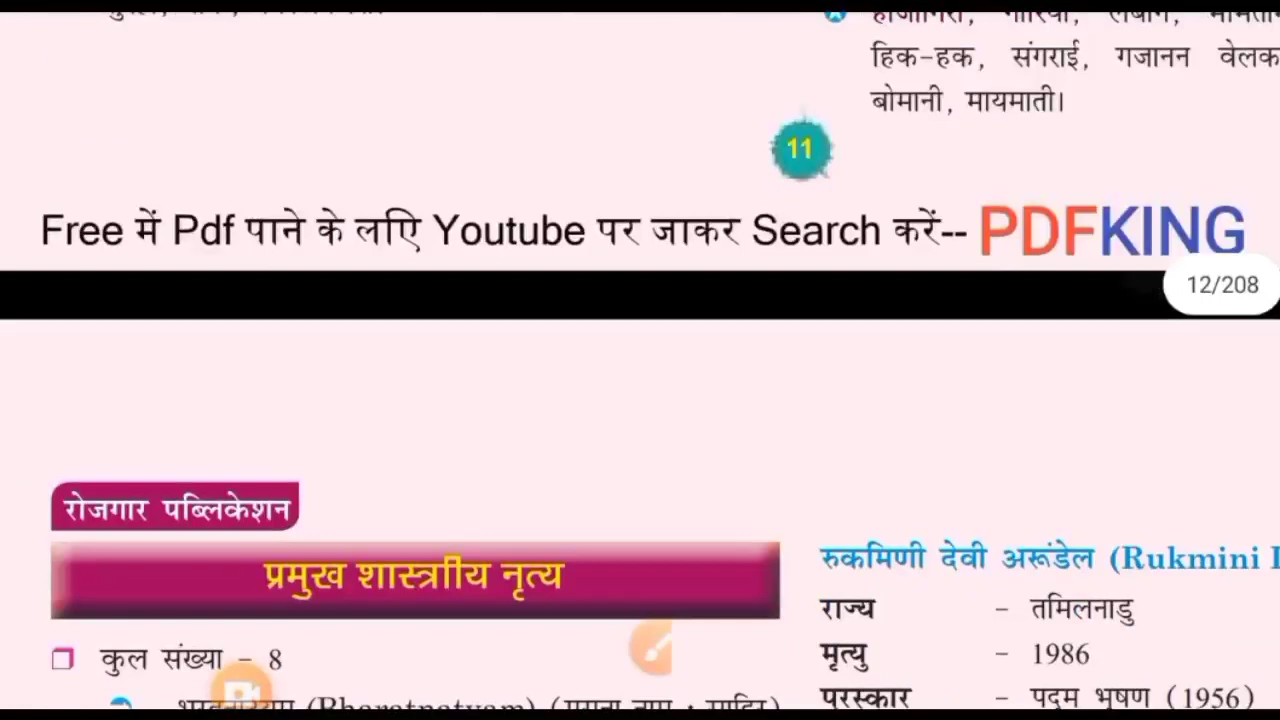 हिक-हक, संगराई, गजानन
बोमानी, मायमाती।
11
Free में Pdf पाने के लिए Youtube पर जाकर Search करें-- PDFKING
12/208
रोजगार पब्लिकेशन
प्रमुख शास्त्राीय नृत्य
कुल संख्या - 8
रुकमिणी देवी अरूंडेल (Rukmini
राज्य - तमिलनाडु
मृत्यु - 1986
पुरस्कार - पद्म भूषण (1956)